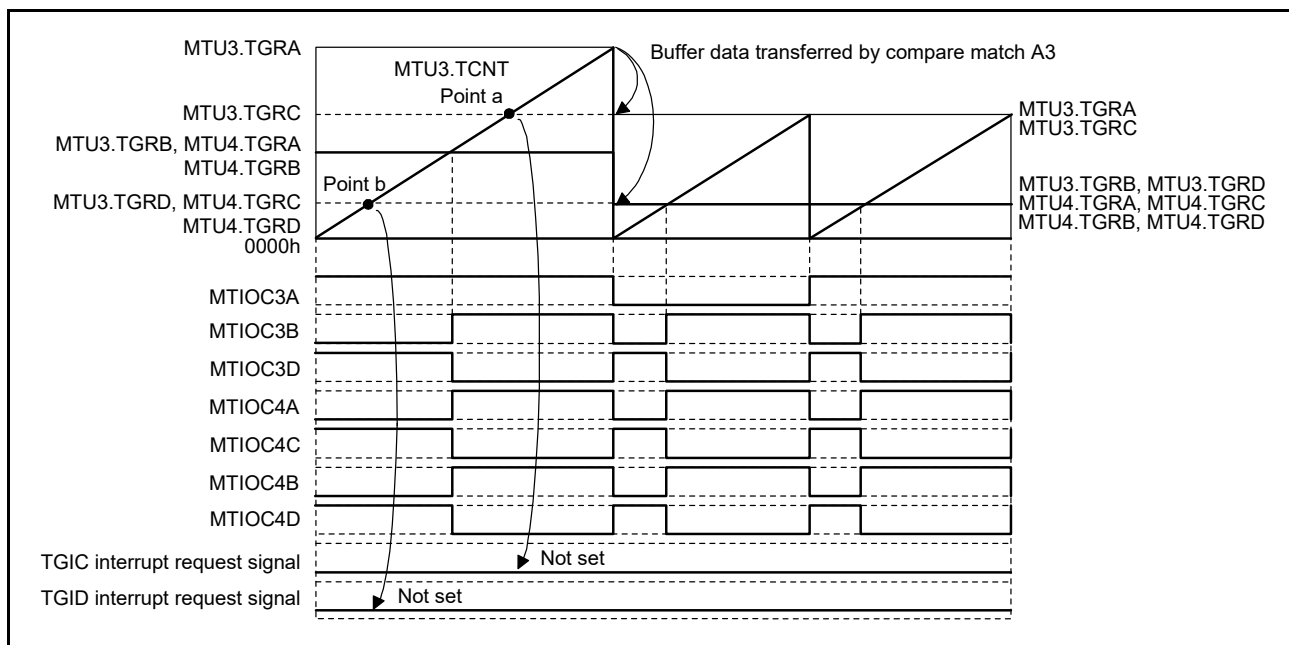 MTU3.TGRA
Buffer data transferred by compare match A3
MTU3.TCNT
Point a
MTU3.TGRC
MTU3.TGRA
MTU3.TGRC
MTU3.TGRB, MTU4.TGRA
MTU4.TGRB
Point b
MTU3.TGRD, MTU4.TGRC
MTU4.TGRD
0000h
MTU3.TGRB, MTU3.TGRD
MTU4.TGRA, MTU4.TGRC
MTU4.TGRB, MTU4.TGRD
MTIOC3A
MTIOC3B
MTIOC3D
MTIOC4A
MTIOC4C
MTIOC4B
MTIOC4D
TGIC interrupt request signal
Not set
TGID interrupt request signal
Not set